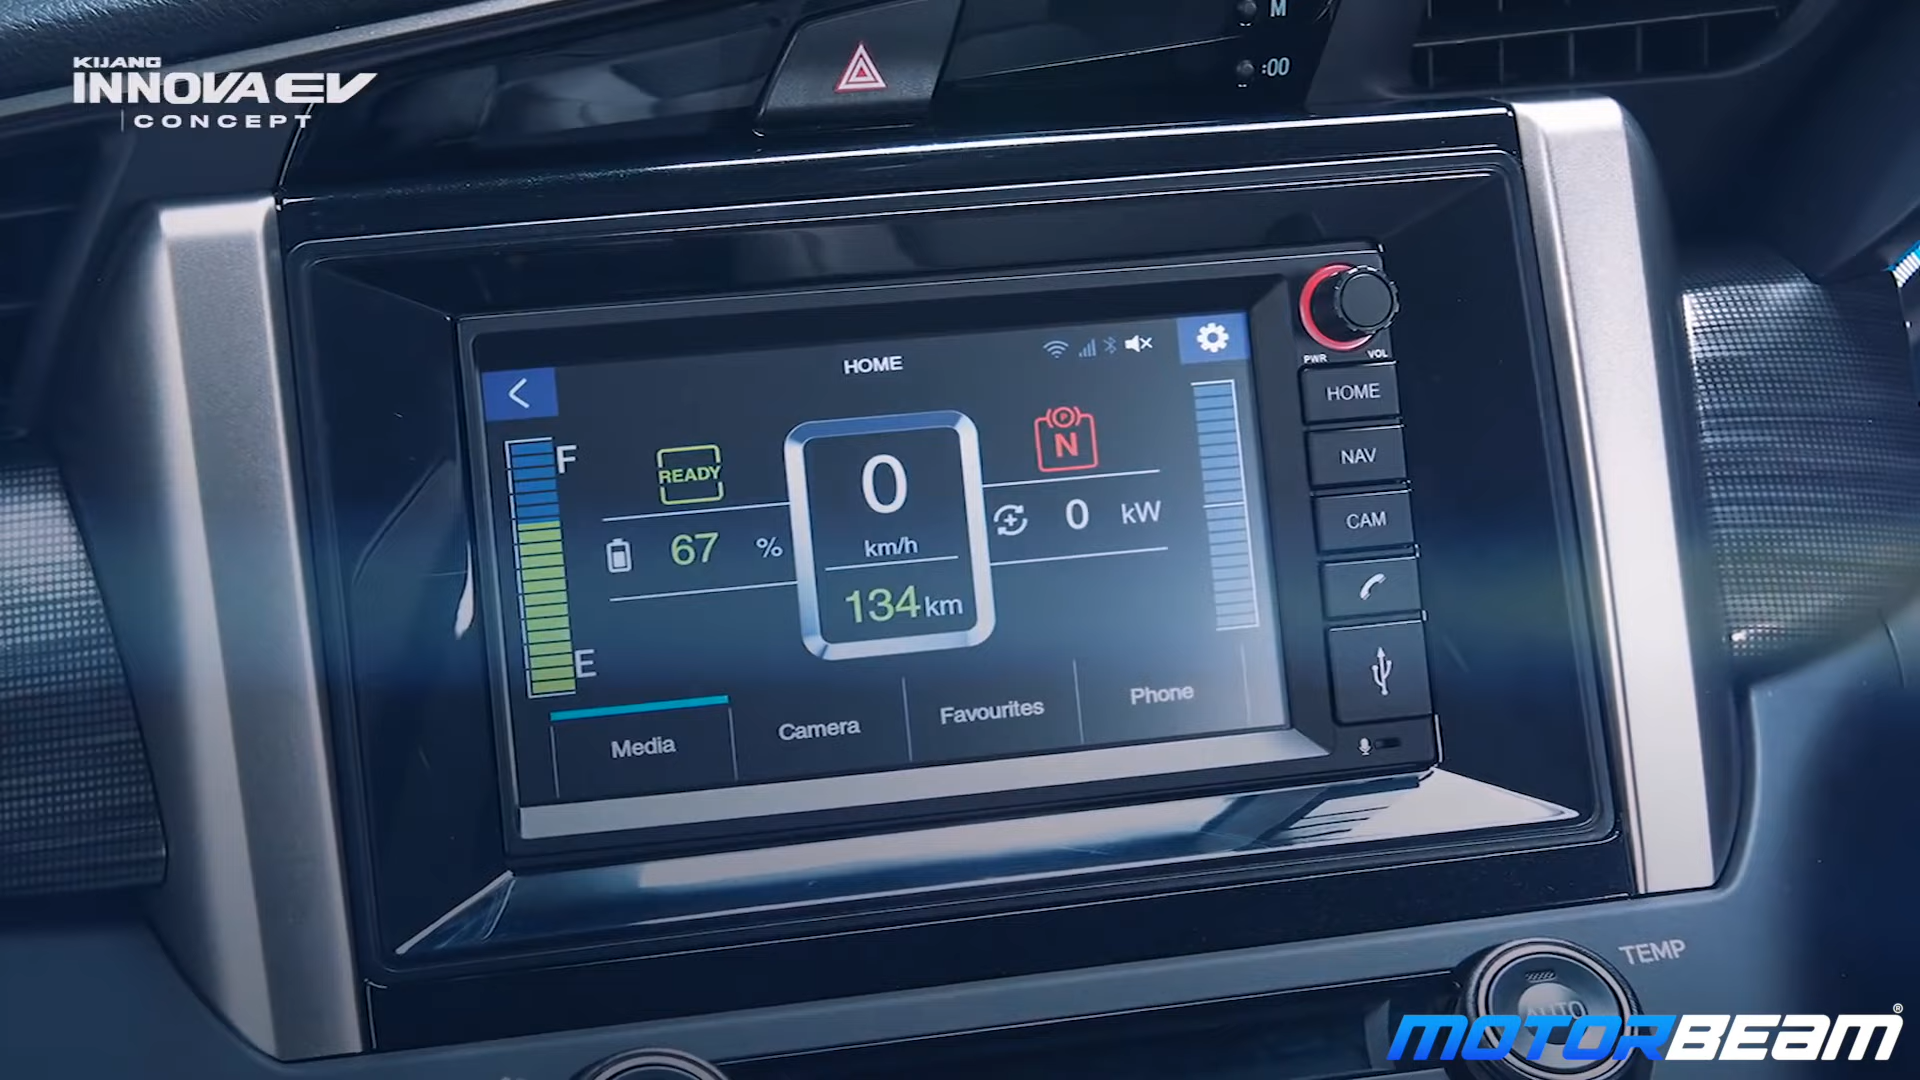 KIJANG
INNOVA EV
CONCEPT
M
:00
HOME
PWR
VOL
HOME
NAV
CAM
F
READY
67 %
E
0
km/h
134 km
P
N
0 kW
Media
Camera
Favourites
Phone
TEMP
AUTO
MOTORBEAM®